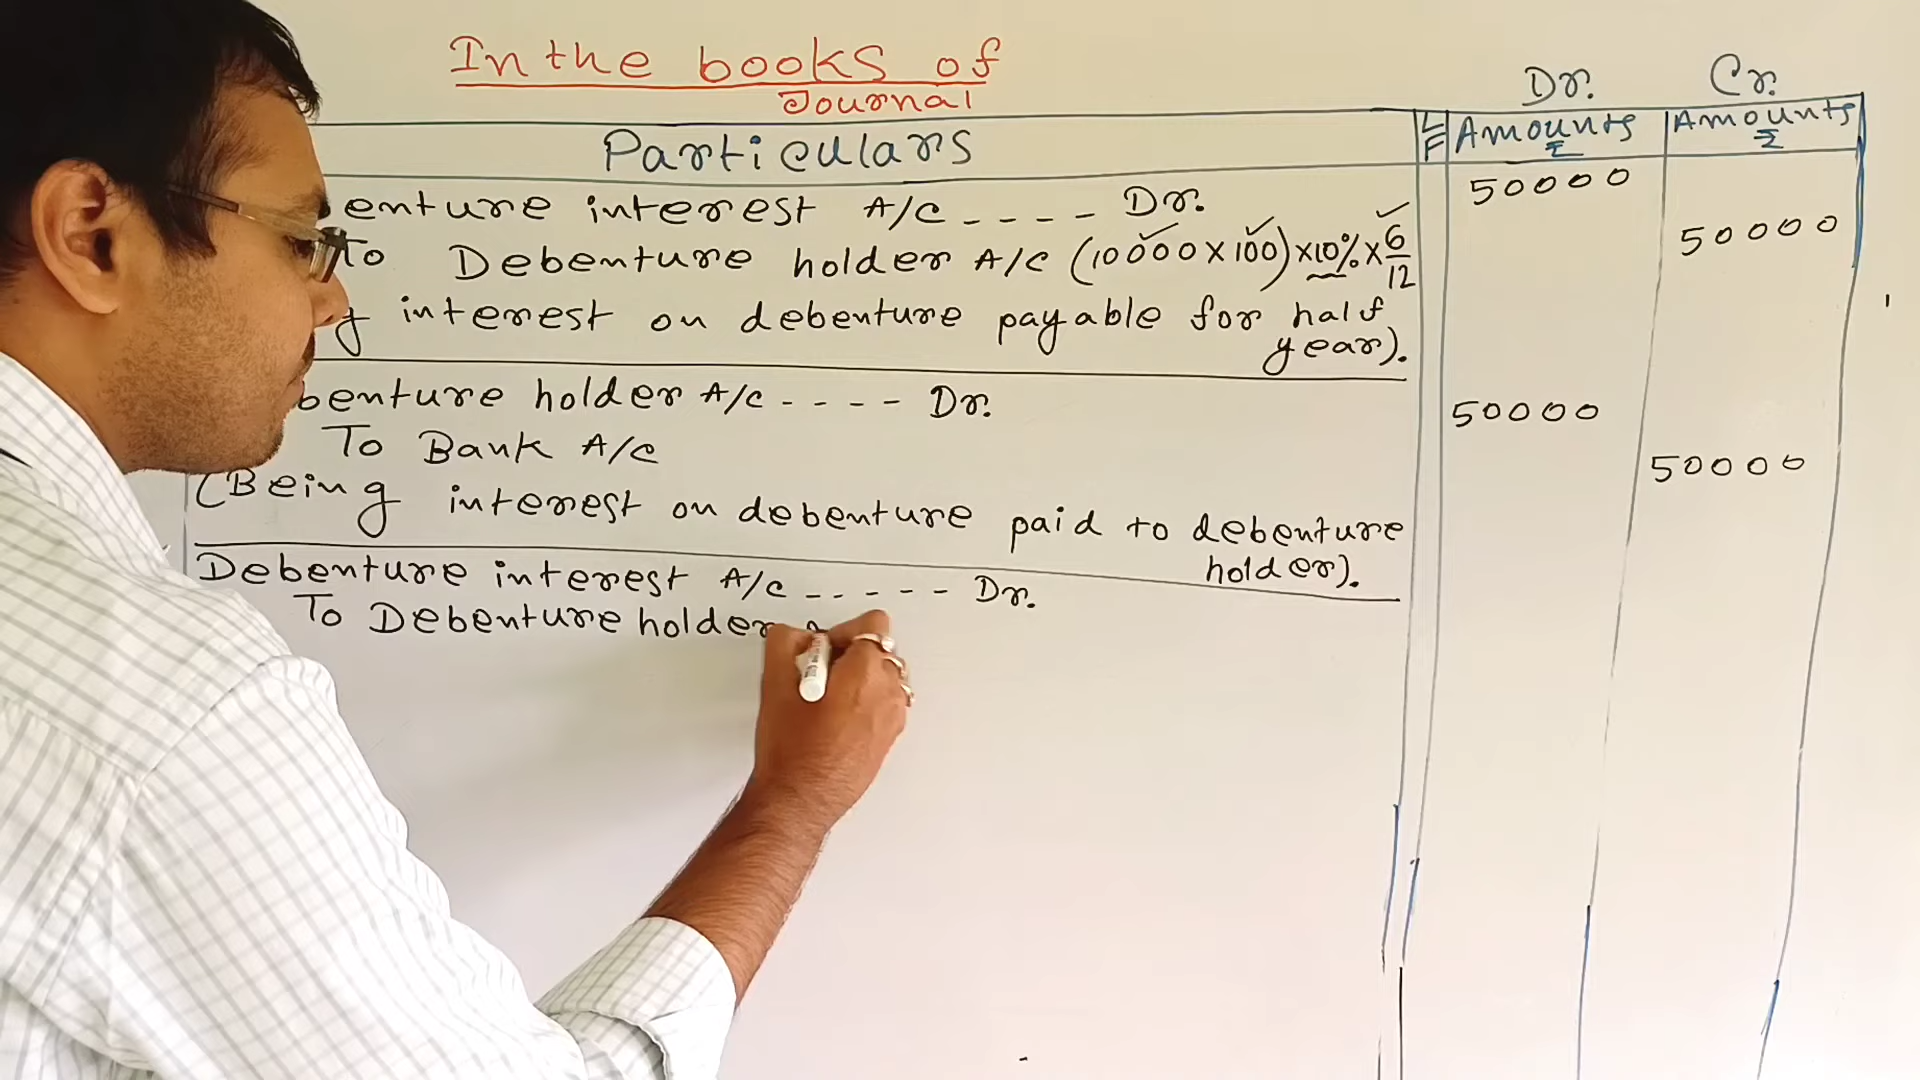 In the books of
Journal
Dr. Cr.
Particulars LF Amounts ₹ Amounts ₹
enture interest A/c ---- Dr. 50000
To Debenture holder A/c (10000 x 100) x 10% x 6/12 50000
g interest on debenture payable for half
year).
benture holder A/c ---- Dr. 50000
To Bank A/c 50000
(Being interest on debenture paid to debenture
holder).
Debenture interest A/c ----- Dr.
To Debenture holder